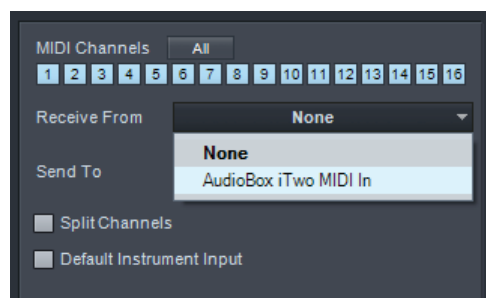 MIDI Channels All
1 2 3 4 5 6 7 8 9 10 11 12 13 14 15 16
Receive From None
None
Send To
AudioBox iTwo MIDI In
Split Channels
Default Instrument Input